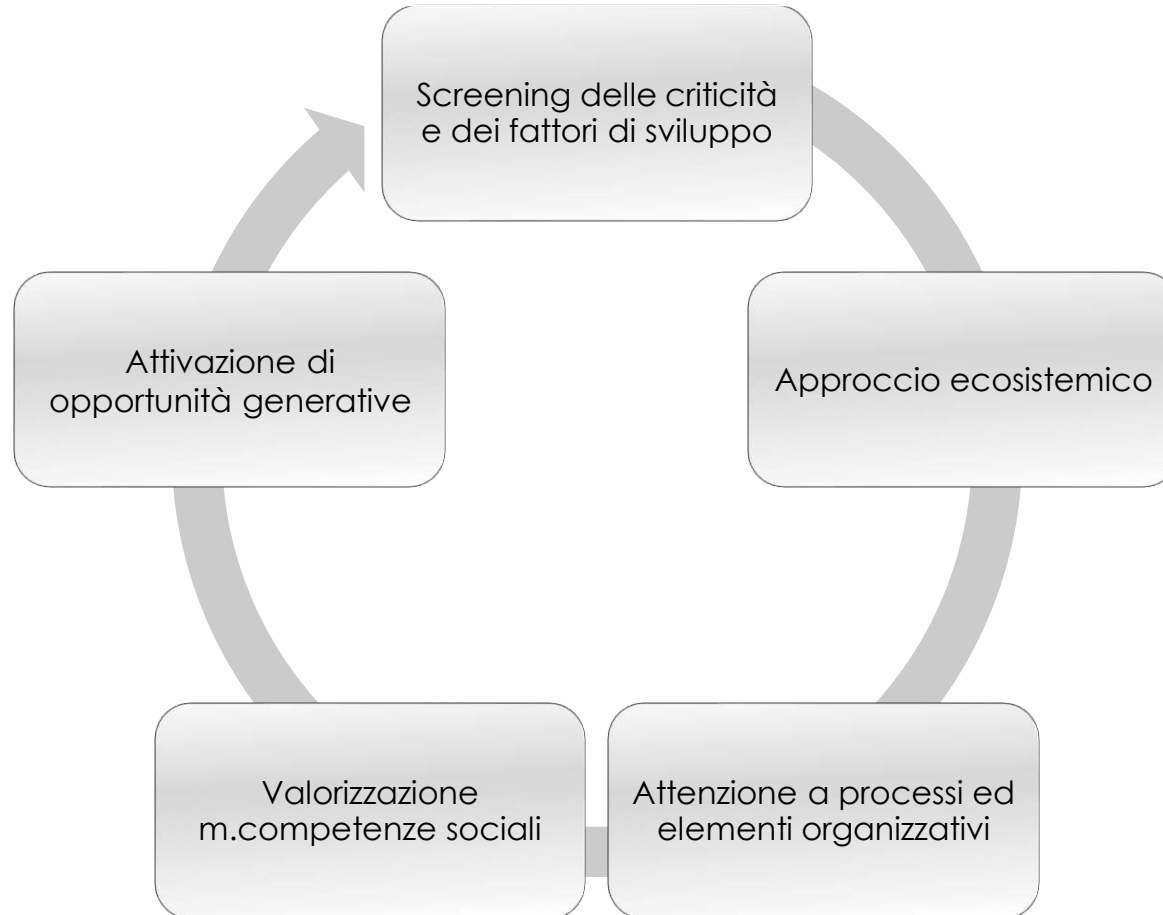 Screening delle criticità
e dei fattori di sviluppo
Approccio ecosistemico
Attenzione a processi ed
elementi organizzativi
Valorizzazione
m.competenze sociali
Attivazione di
opportunità generative